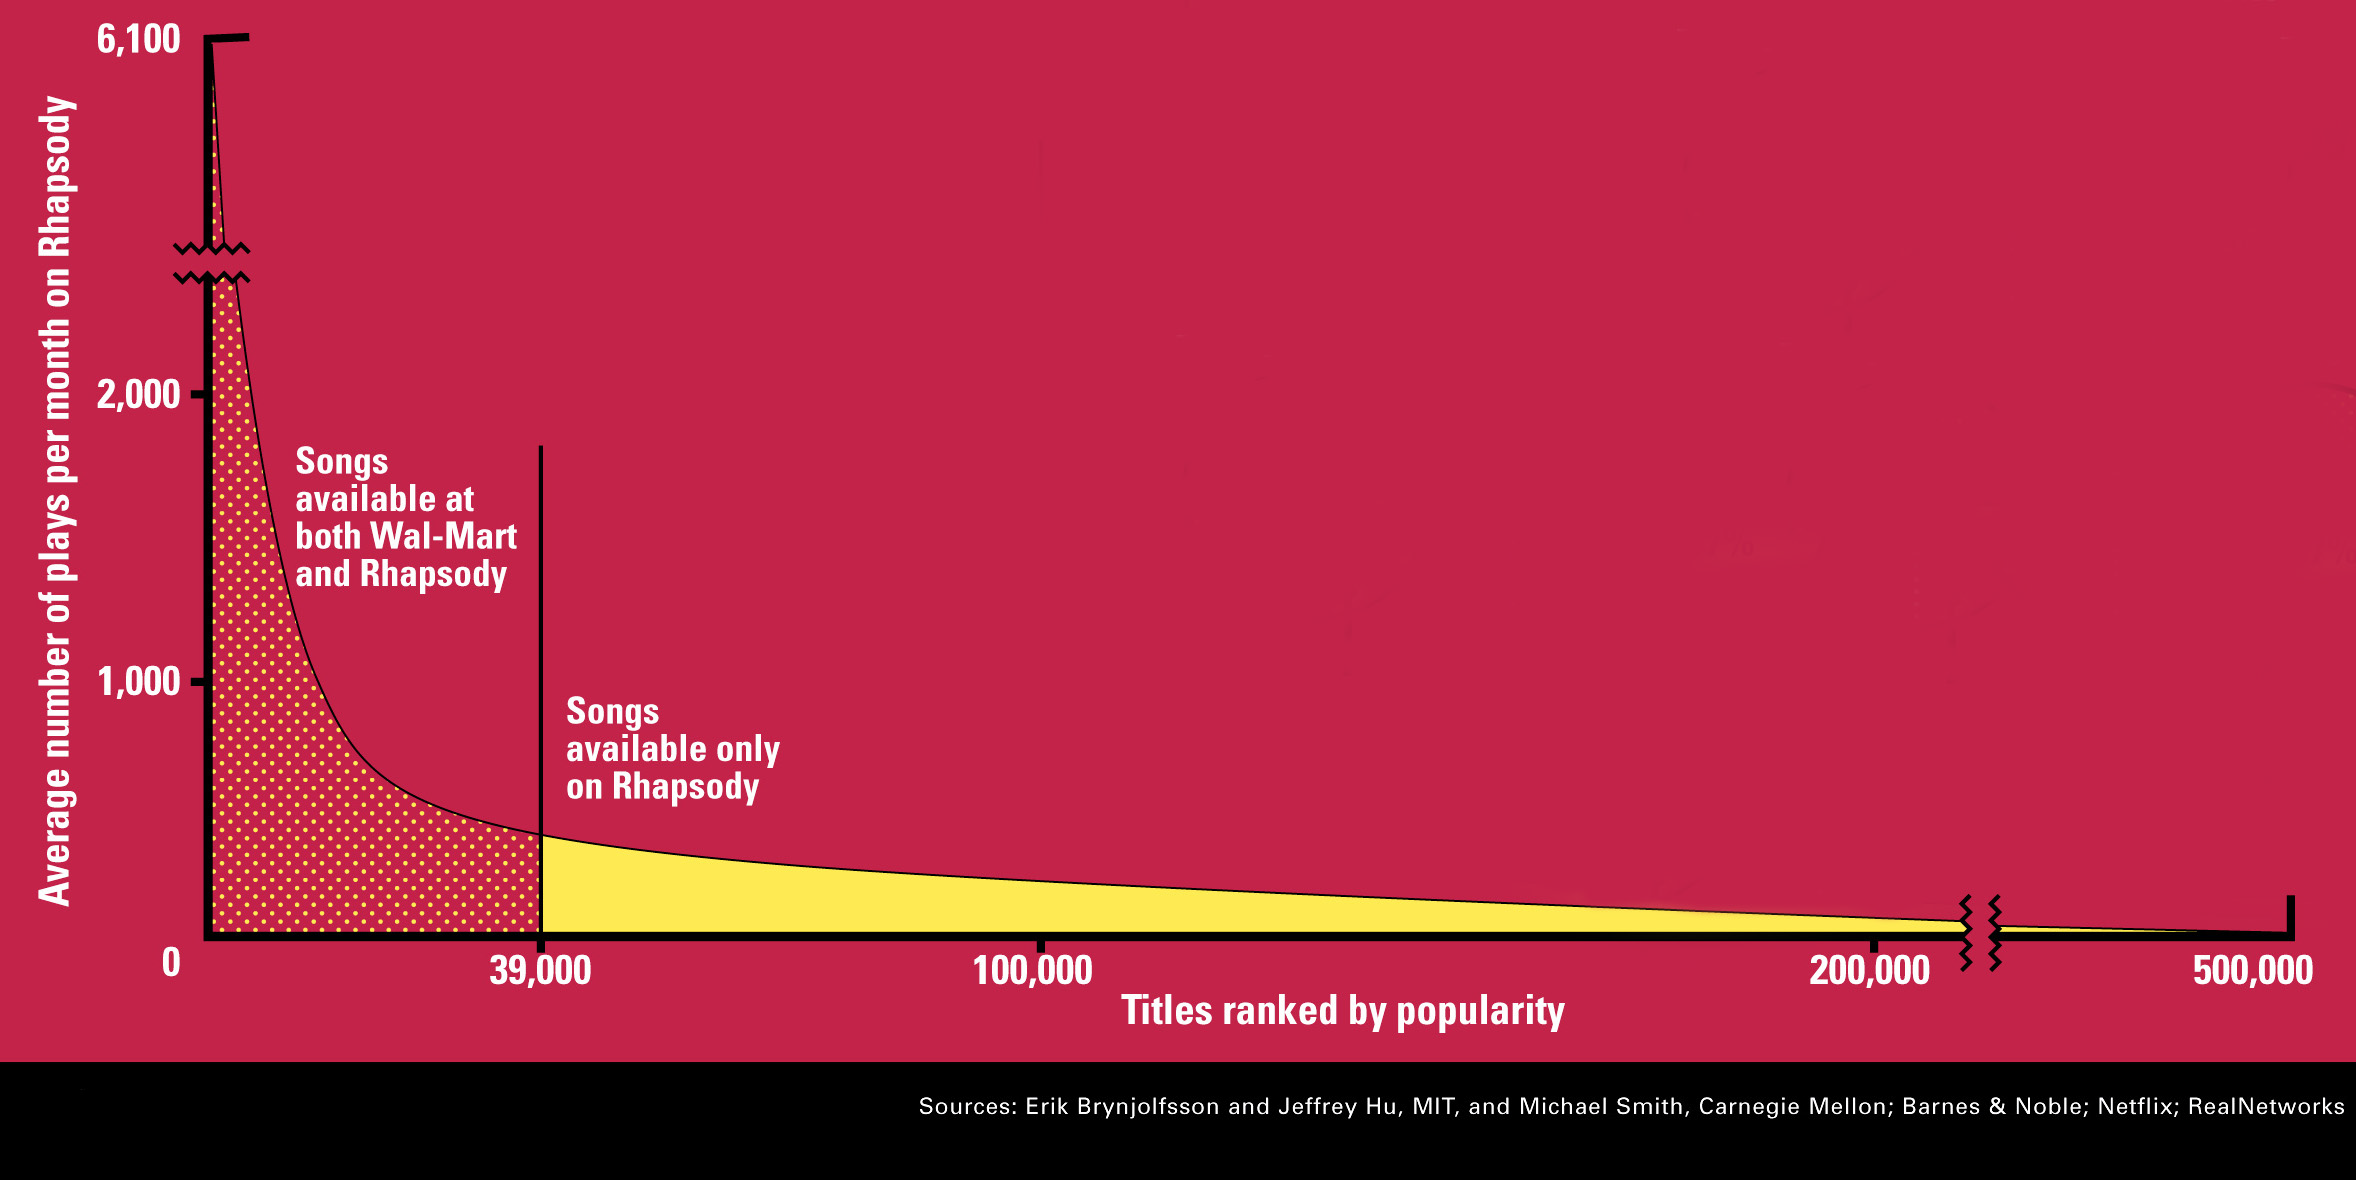 6,100
2,000
1,000
0
Average number of plays per month on Rhapsody
Songs
available at
both Wal-Mart
and Rhapsody
Songs
available only
on Rhapsody
39,000
100,000
200,000
500,000
Titles ranked by popularity
Sources: Erik Brynjolfsson and Jeffrey Hu, MIT, and Michael Smith, Carnegie Mellon; Barnes & Noble; Netflix; RealNetworks